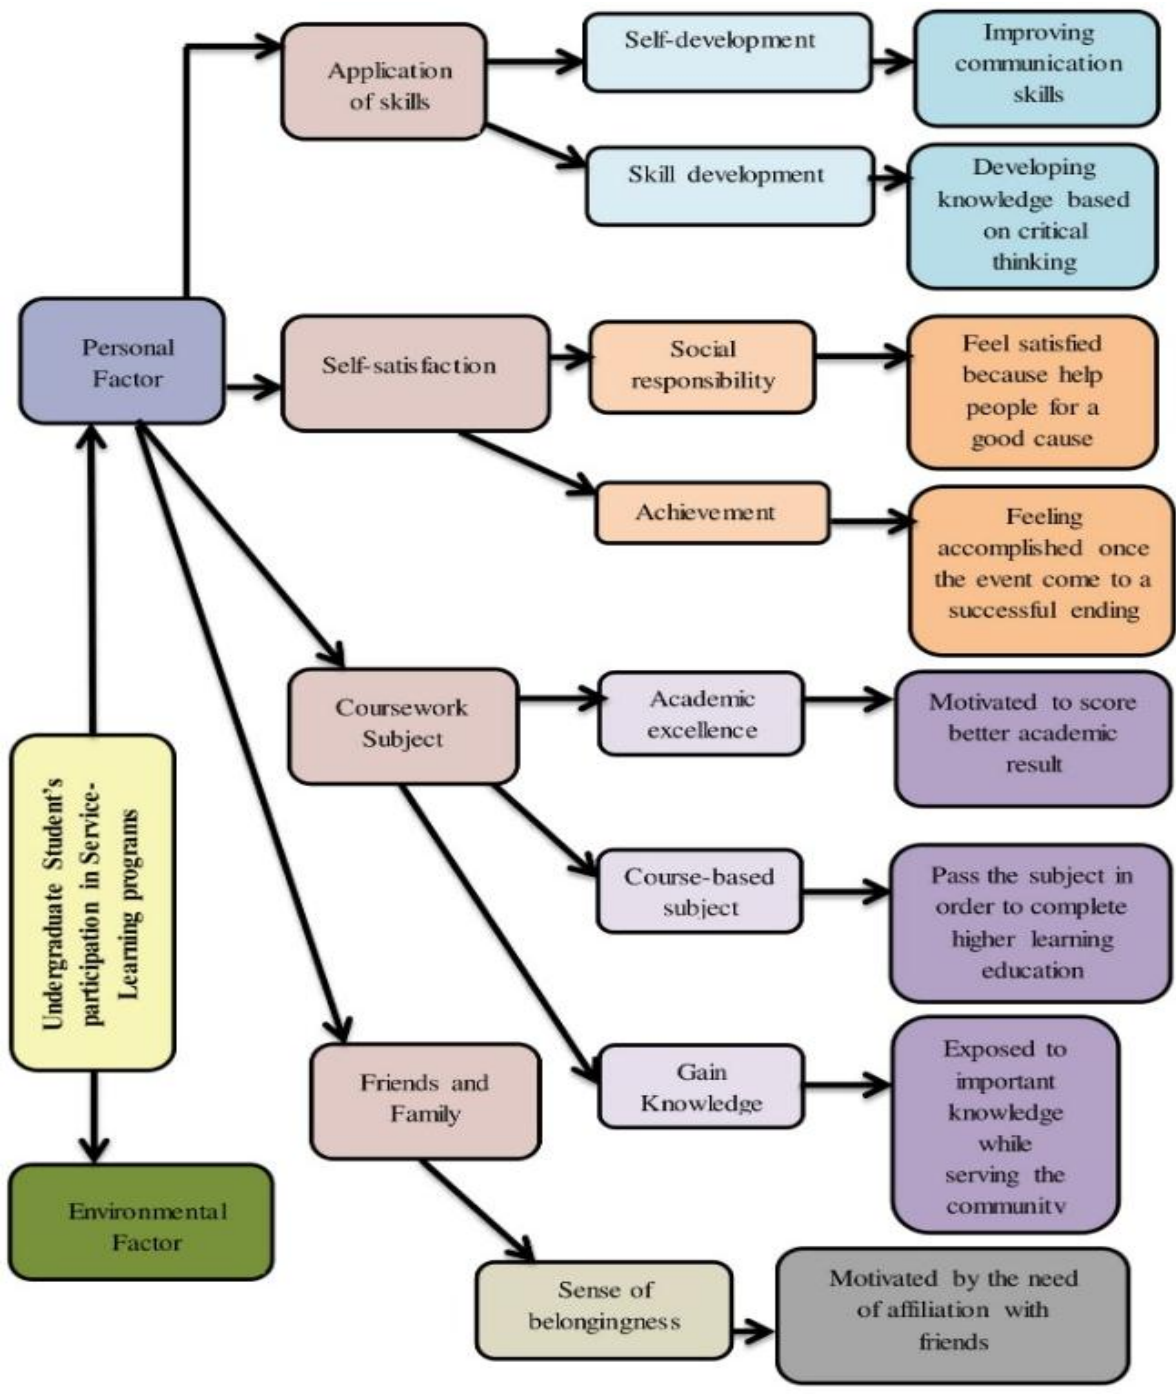 Application
of skills
Self-development
Improving
communication
skills
Skill development
Developing
knowledge based
on critical
thinking
Personal
Factor
Self-satisfaction
Social
responsibility
Feel satisfied
because help
people for a
good cause
Achievement
Feeling
accomplished once
the event come to a
successful ending
Coursework
Subject
Academic
excellence
Motivated to score
better academic
result
Undergraduate Student's
participation in Service-
Learning programs
Course-based
subject
Pass the subject in
order to complete
higher learning
education
Friends and
Family
Gain
Knowledge
Exposed to
important
knowledge
while
serving the
community
Environmental
Factor
Sense of
belongingness
Motivated by the need
of affiliation with
friends